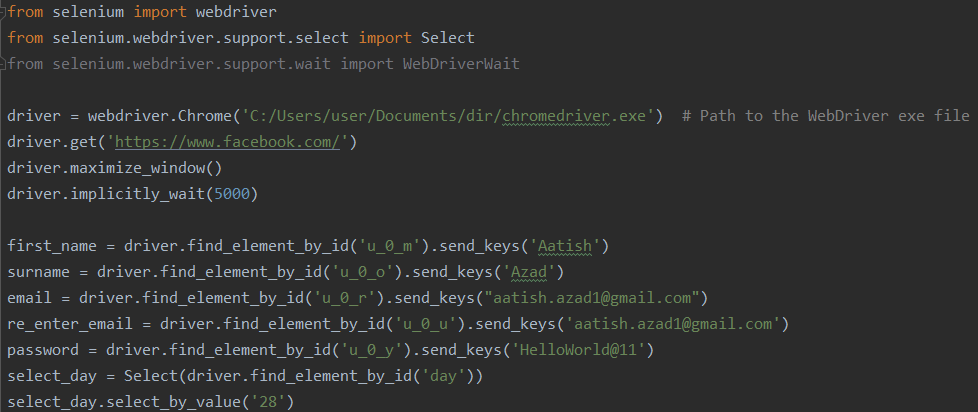 from selenium import webdriver
from selenium.webdriver.support.select import Select
from selenium.webdriver.support.wait import WebDriverWait
driver = webdriver.Chrome('C:/Users/user/Documents/dir/chromedriver.exe')  # Path to the WebDriver exe file
driver.get('https://www.facebook.com/')
driver.maximize_window()
driver.implicitly_wait(5000)
first_name = driver.find_element_by_id('u_0_m').send_keys('Aatish')
surname = driver.find_element_by_id('u_0_o').send_keys('Azad')
email = driver.find_element_by_id('u_0_r').send_keys("aatish.azad1@gmail.com")
re_enter_email = driver.find_element_by_id('u_0_u').send_keys('aatish.azad1@gmail.com')
password = driver.find_element_by_id('u_0_y').send_keys('HelloWorld@11')
select_day = Select(driver.find_element_by_id('day'))
select_day.select_by_value('28')